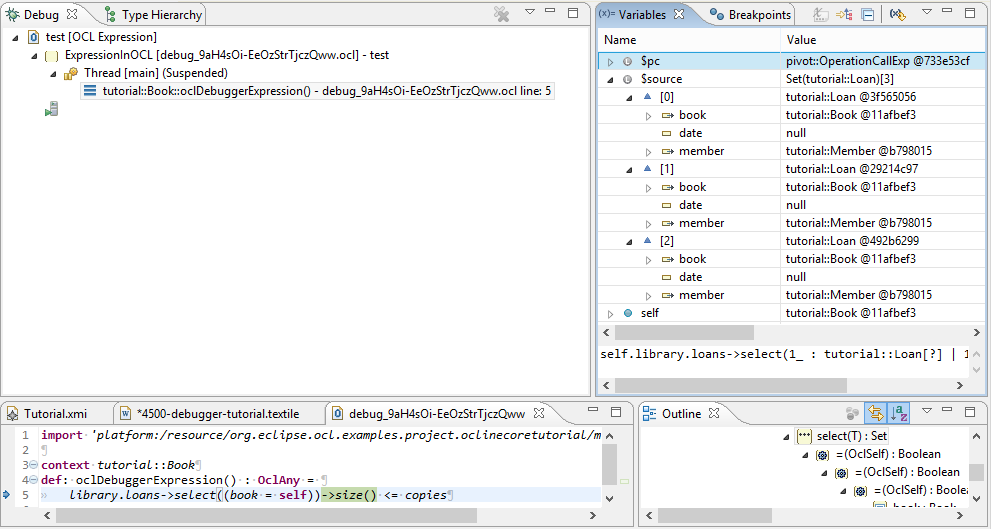 Debug
Type Hierarchy
test [OCL Expression]
ExpressionInOCL [debug_9aH4sOi-EeOzStrTjczQww.ocl] - test
Thread [main] (Suspended)
tutorial::Book::oclDebuggerExpression() - debug_9aH4sOi-EeOzStrTjczQww.ocl line: 5
(x)= Variables
Breakpoints
Name Value
$pc pivot::OperationCallExp @733e53cf
$source Set(tutorial::Loan)[3]
[0] tutorial::Loan @3f565056
book tutorial::Book @11afbef3
date null
member tutorial::Member @b798015
[1] tutorial::Loan @29214c97
book tutorial::Book @11afbef3
date null
member tutorial::Member @b798015
[2] tutorial::Loan @492b6299
book tutorial::Book @11afbef3
date null
member tutorial::Member @b798015
self tutorial::Book @11afbef3
self.library.loans->select(1_ : tutorial::Loan[?] | 1
Tutorial.xmi
*4500-debugger-tutorial.textile
debug_9aH4sOi-EeOzStrTjczQww
1 import 'platform:/resource/org.eclipse.ocl.examples.project.oclinecoretutorial/m
2 ¶
3 context tutorial::Book¶
4 def: oclDebuggerExpression() : OclAny = ¶
5 » library.loans->select((book = self))->size() <= copies¶
Outline
select(T) : Set
=(OclSelf) : Boolean
=(OclSelf) : Boolean
=(OclSelf) : Boolean